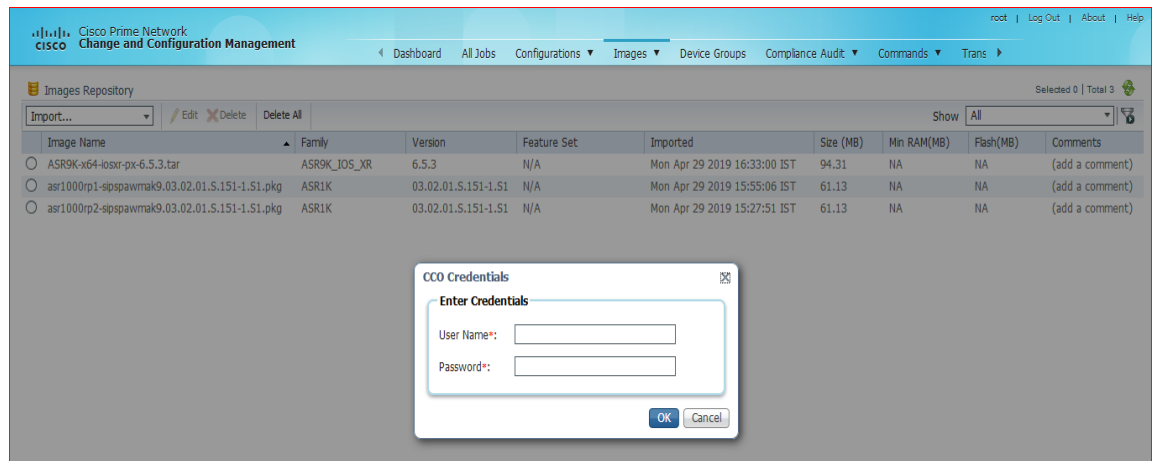 root | Log Out | About | Help
CISCO Cisco Prime Network
Change and Configuration Management
Dashboard All Jobs Configurations ▼ Images ▼ Device Groups Compliance Audit ▼ Commands ▼ Trans
Images Repository Selected 0 | Total 3
Import... Edit Delete Delete All Show All
Image Name Family Version Feature Set Imported Size (MB) Min RAM(MB) Flash(MB) Comments
ASR9K-x64-iosxr-px-6.5.3.tar ASR9K_IOS_XR 6.5.3 N/A Mon Apr 29 2019 16:33:00 IST 94.31 NA NA (add a comment)
asr1000rp1-sipspawmak9.03.02.01.S.151-1.S1.pkg ASR1K 03.02.01.S.151-1.S1 N/A Mon Apr 29 2019 15:55:06 IST 61.13 NA NA (add a comment)
asr1000rp2-sipspawmak9.03.02.01.S.151-1.S1.pkg ASR1K 03.02.01.S.151-1.S1 N/A Mon Apr 29 2019 15:27:51 IST 61.13 NA NA (add a comment)
CCO Credentials
Enter Credentials
User Name*:
Password*:
OK Cancel